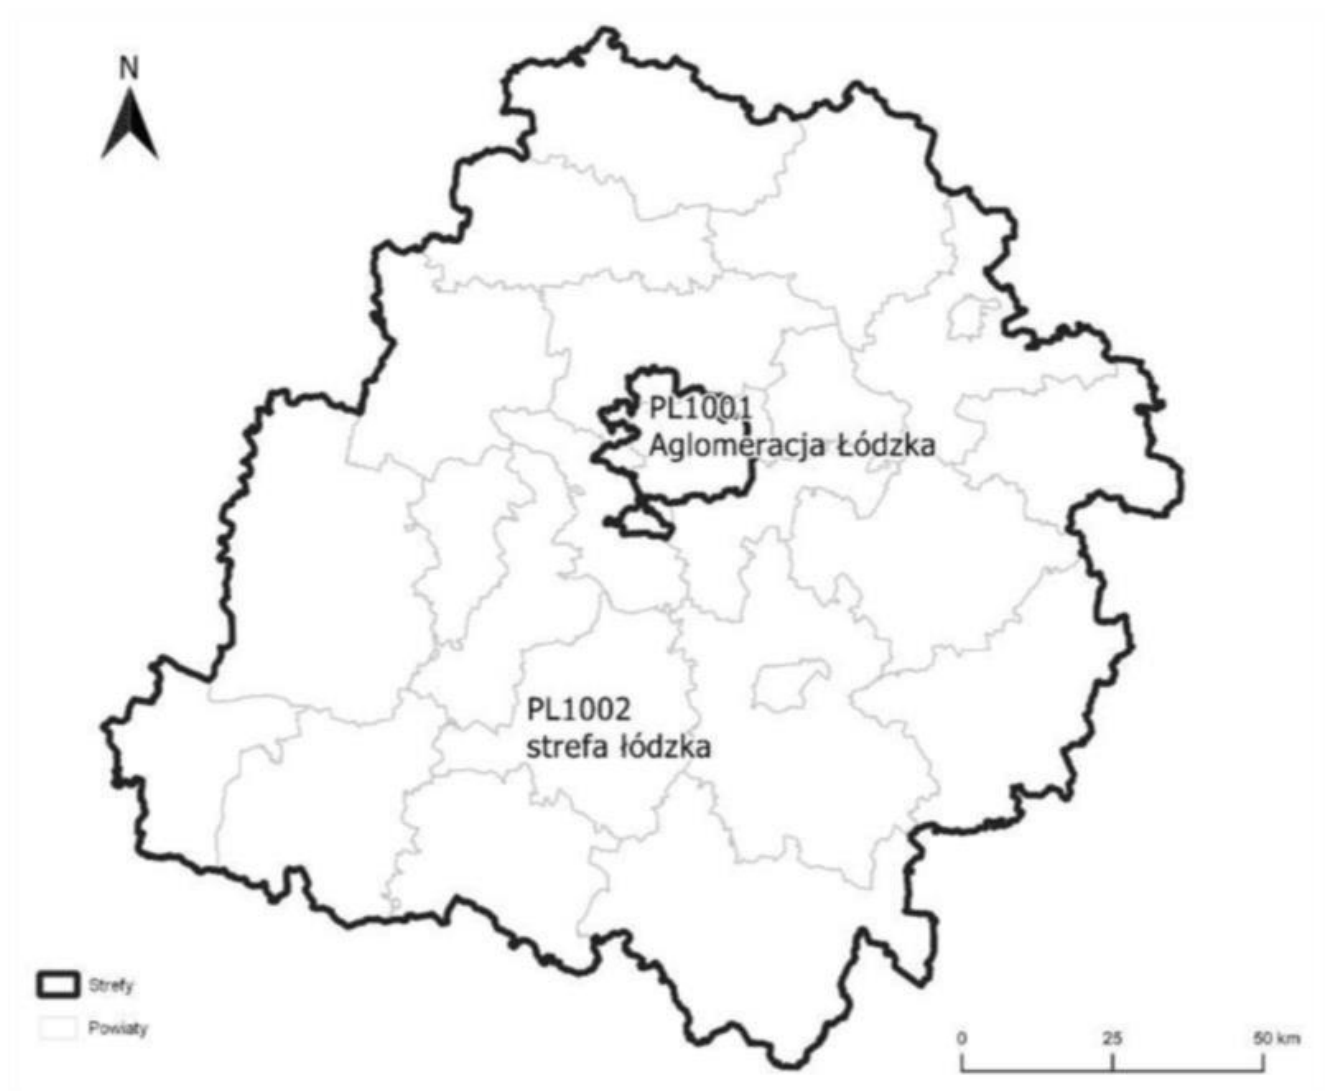 N
PL1001
Aglomeracja Łódzka
PL1002
strefa łódzka
Strefy
Powiaty
0 25 50 km